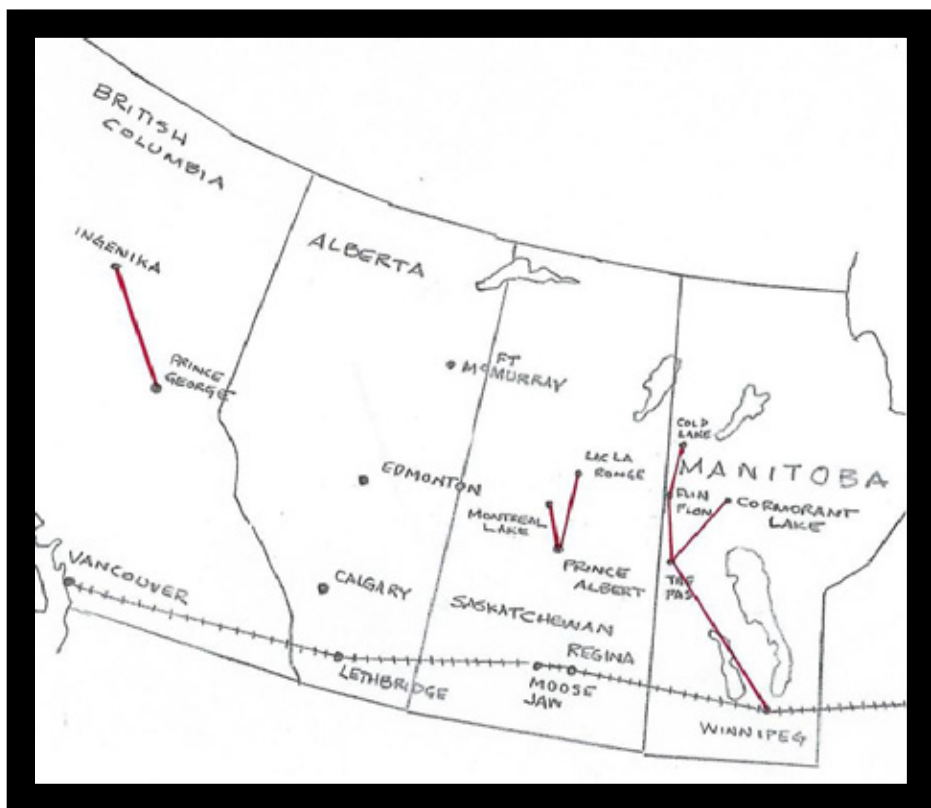 BRITISH
COLUMBIA
INGENIKA
ALBERTA
PRINCE
GEORGE
FT
McMURRAY
COLD
LAKE
LAC LA
RONGE
MANITOBA
EDMONTON
FLIN
FLON
CORMORANT
LAKE
MONTREAL
LAKE
VANCOUVER
PRINCE
ALBERT
THE
PAS
CALGARY
SASKATCHEWAN
REGINA
LETHBRIDGE
MOOSE
JAW
WINNIPEG